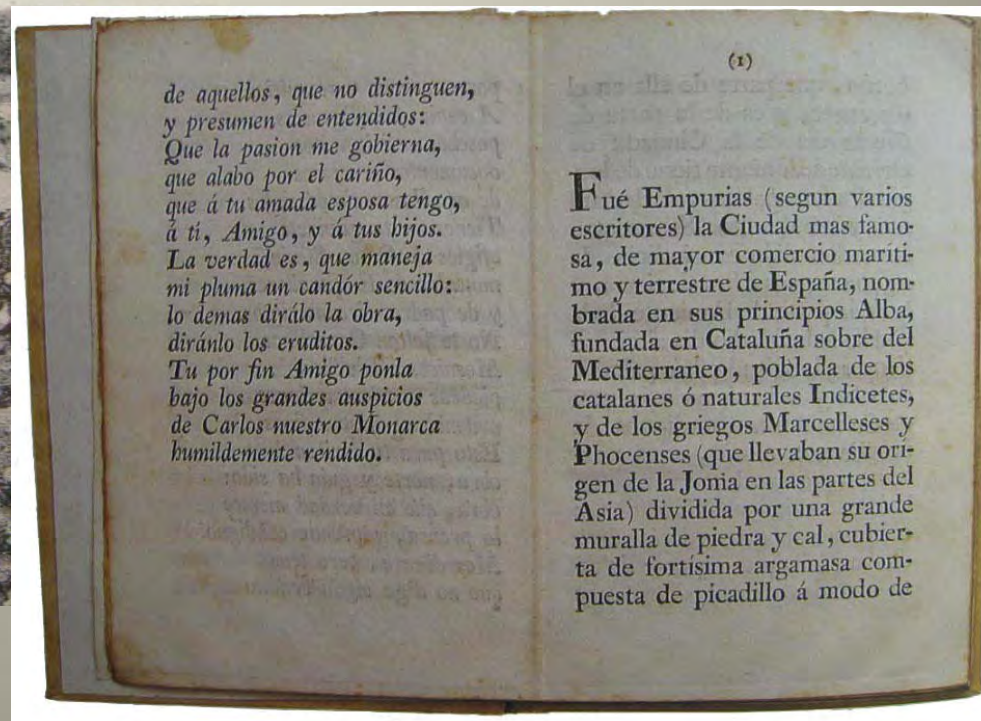 de aquellos, que no distinguen,
y presumen de entendidos:
Que la pasion me gobierna,
que alabo por el cariño,
que á tu amada esposa tengo,
á tí, Amigo, y á tus hijos.
La verdad es, que maneja
mi pluma un candór sencillo:
lo demas dirálo la obra,
diránlo los eruditos.
Tu por fin Amigo ponla
bajo los grandes auspicios
de Carlos nuestro Monarca
humildemente rendido.
(1)
Fué Empurias (segun varios
escritores) la Ciudad mas famo-
sa, de mayor comercio maríti-
mo y terrestre de España, nom-
brada en sus principios Alba,
fundada en Cataluña sobre del
Mediterraneo, poblada de los
catalanes ó naturales Indicetes,
y de los griegos Marcelleses y
Phocenses (que llevaban su orí-
gen de la Jonia en las partes del
Asia) dividida por una grande
muralla de piedra y cal, cubier-
ta de fortísima argamasa com-
puesta de picadillo á modo de